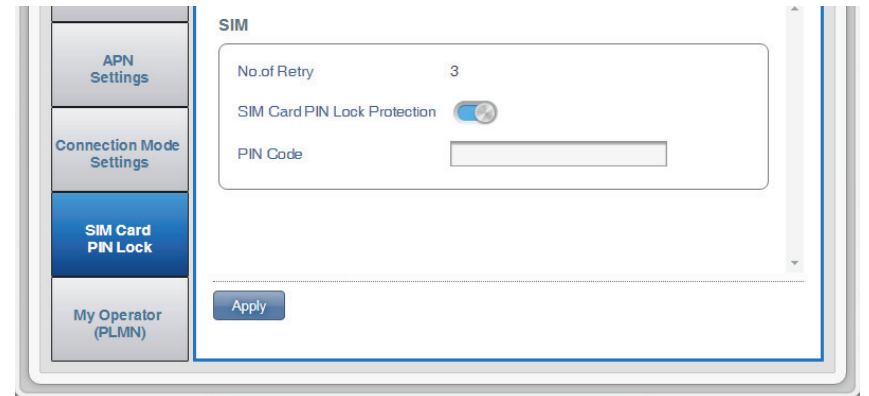 APN
Settings
Connection Mode
Settings
SIM Card
PIN Lock
My Operator
(PLMN)
SIM
No.of Retry 3
SIM Card PIN Lock Protection
PIN Code
Apply